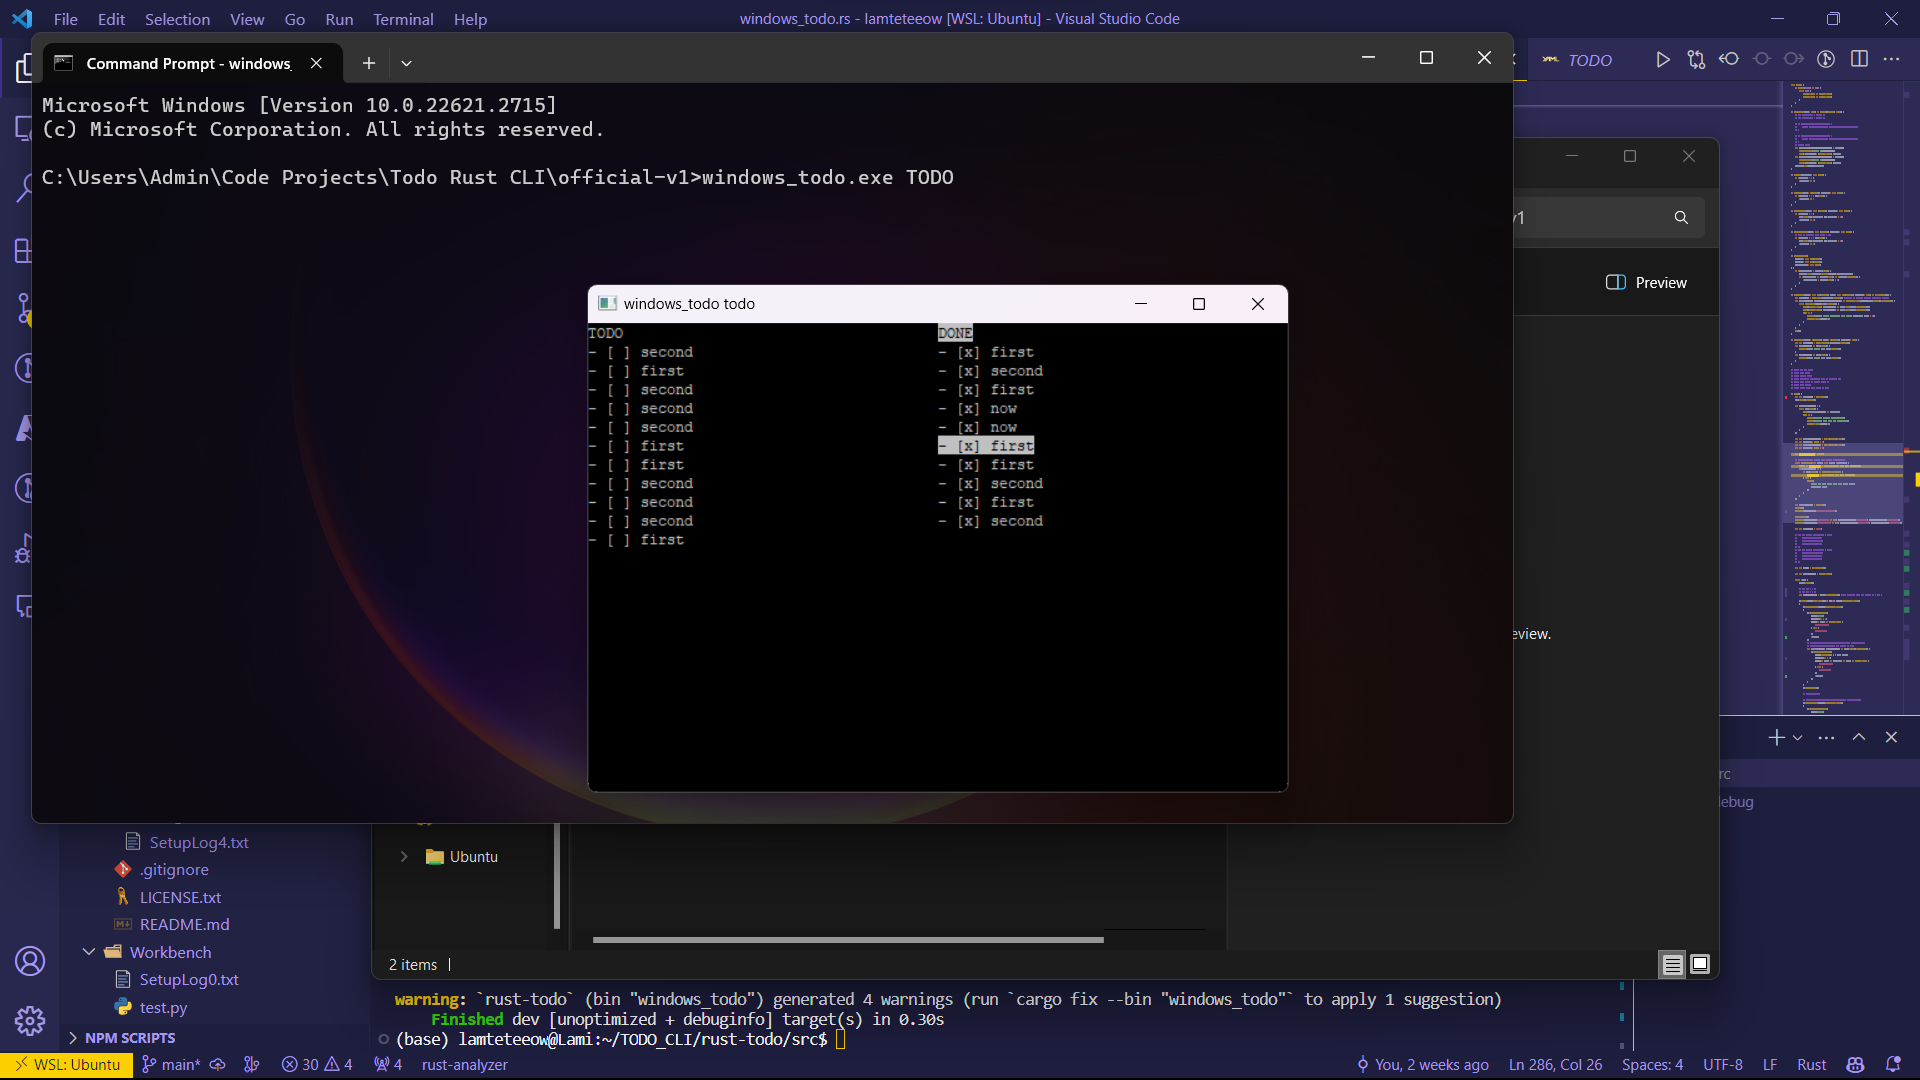 File Edit Selection View Go Run Terminal Help
windows_todo.rs - lamteteeow [WSL: Ubuntu] - Visual Studio Code
Command Prompt - windows_
TODO
Microsoft Windows [Version 10.0.22621.2715]
(c) Microsoft Corporation. All rights reserved.
C:\Users\Admin\Code Projects\Todo Rust CLI\official-v1>windows_todo.exe TODO
v1
Preview
windows_todo todo
TODO DONE
- [ ] second - [x] first
- [ ] first - [x] second
- [ ] second - [x] first
- [ ] second - [x] now
- [ ] second - [x] now
- [ ] first - [x] first
- [ ] first - [x] first
- [ ] second - [x] second
- [ ] second - [x] first
- [ ] second - [x] second
- [ ] first
eview.
rc
debug
SetupLog4.txt
.gitignore
LICENSE.txt
README.md
Workbench
SetupLog0.txt
test.py
NPM SCRIPTS
Ubuntu
2 items
warning: `rust-todo` (bin "windows_todo") generated 4 warnings (run `cargo fix --bin "windows_todo"` to apply 1 suggestion)
Finished dev [unoptimized + debuginfo] target(s) in 0.30s
(base) lamteteeow@Lami:~/TODO_CLI/rust-todo/src$
WSL: Ubuntu main* 30 4 4 rust-analyzer
You, 2 weeks ago Ln 286, Col 26 Spaces: 4 UTF-8 LF Rust